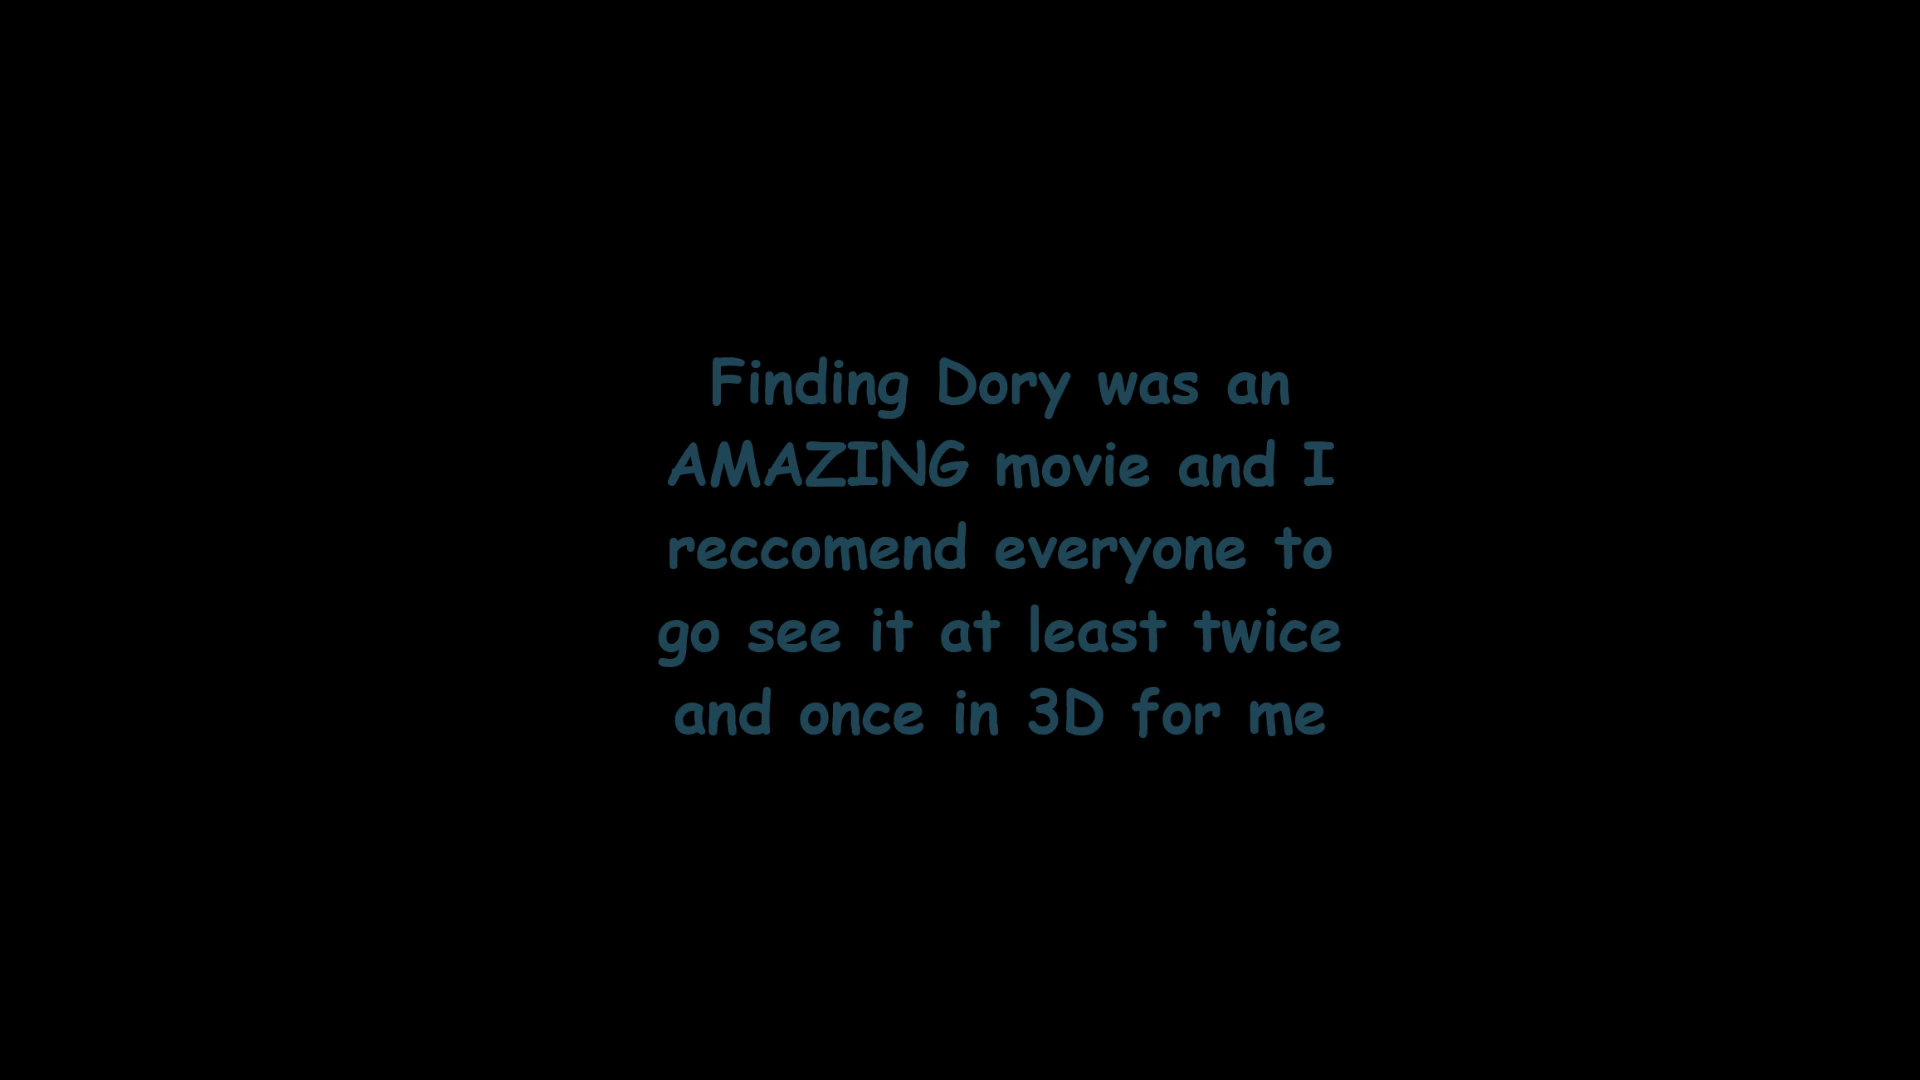 Finding Dory was an
AMAZING movie and I
reccomend everyone to
go see it at least twice
and once in 3D for me